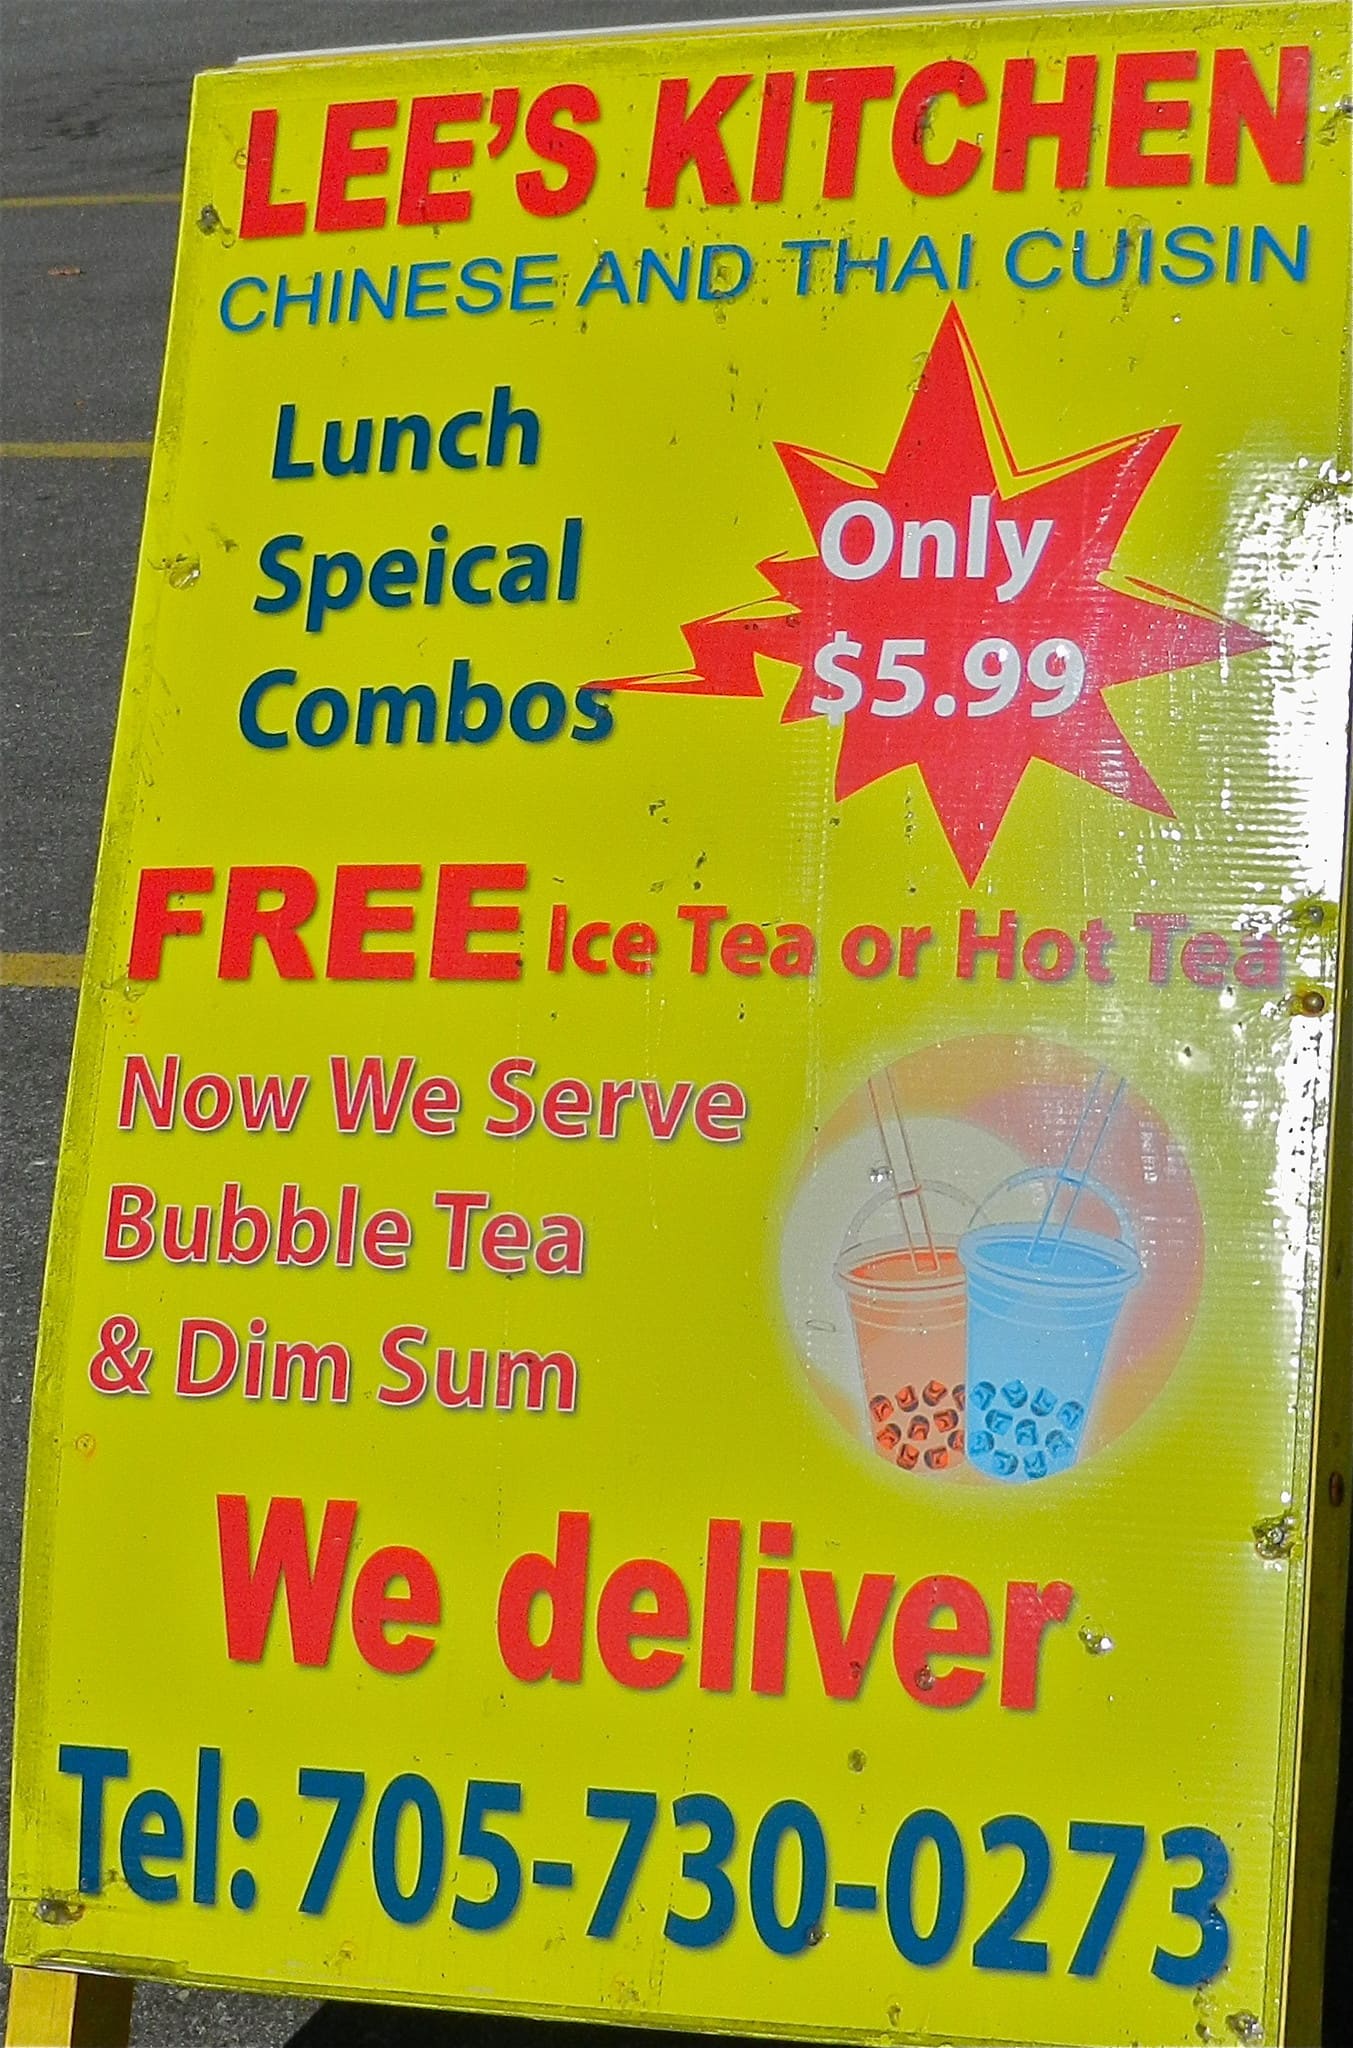 LEE'S KITCHEN
CHINESE AND THAI CUISIN
Lunch
Speical
Combos
Only
$5.99
FREE Ice Tea or Hot Tea
Now We Serve
Bubble Tea
& Dim Sum
We deliver
Tel: 705-730-0273